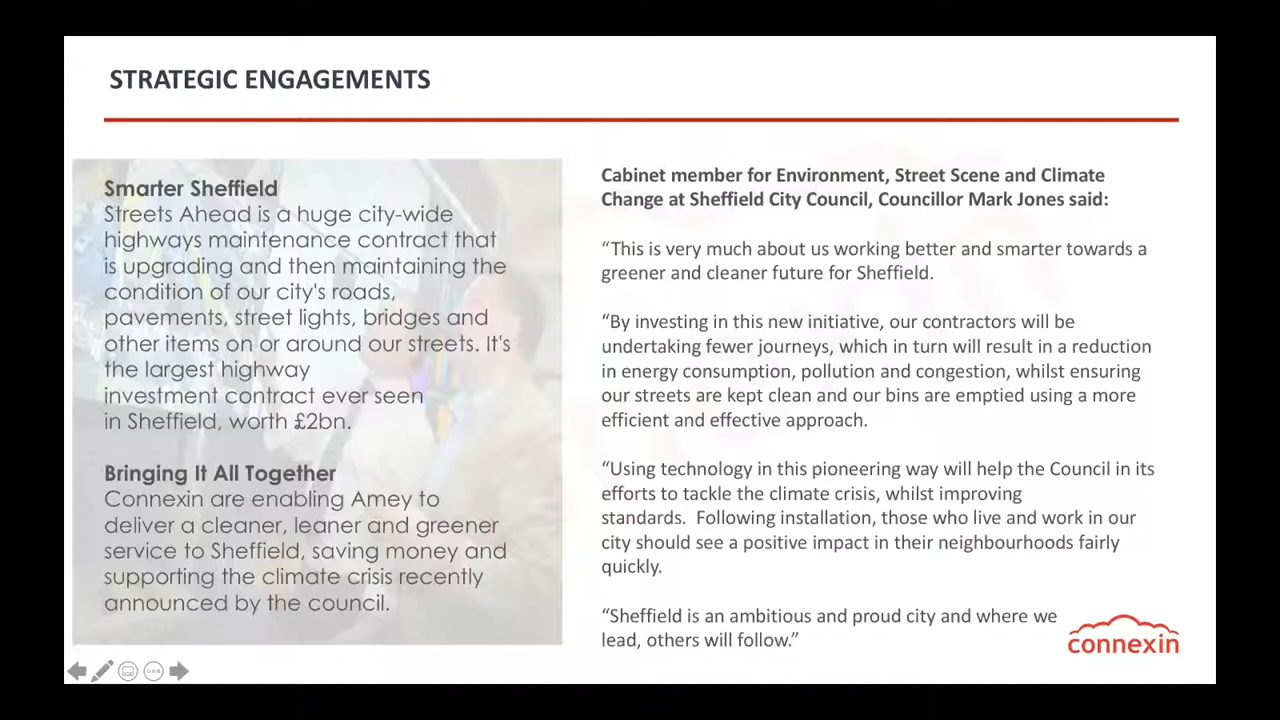 STRATEGIC ENGAGEMENTS
Smarter Sheffield
Streets Ahead is a huge city-wide
highways maintenance contract that
is upgrading and then maintaining the
condition of our city's roads,
pavements, street lights, bridges and
other items on or around our streets. It's
the largest highway
investment contract ever seen
in Sheffield, worth £2bn.
Bringing It All Together
Connexin are enabling Amey to
deliver a cleaner, leaner and greener
service to Sheffield, saving money and
supporting the climate crisis recently
announced by the council.
Cabinet member for Environment, Street Scene and Climate
Change at Sheffield City Council, Councillor Mark Jones said:
“This is very much about us working better and smarter towards a
greener and cleaner future for Sheffield.
“By investing in this new initiative, our contractors will be
undertaking fewer journeys, which in turn will result in a reduction
in energy consumption, pollution and congestion, whilst ensuring
our streets are kept clean and our bins are emptied using a more
efficient and effective approach.
“Using technology in this pioneering way will help the Council in its
efforts to tackle the climate crisis, whilst improving
standards.  Following installation, those who live and work in our
city should see a positive impact in their neighbourhoods fairly
quickly.
“Sheffield is an ambitious and proud city and where we
lead, others will follow.”
connexin